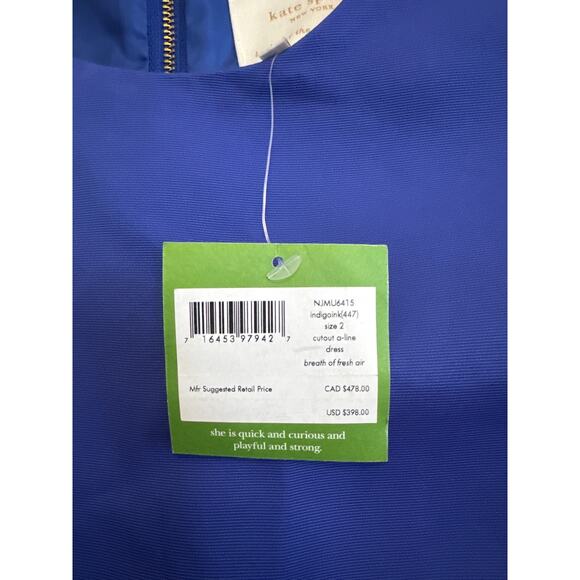 kate sp
NEW YORK
the
NJMU6415
indigoink(447)
size 2
cutout a-line
dress
breath of fresh air
7 16453 97942 7
Mfr Suggested Retail Price
CAD $478.00
USD $398.00
she is quick and curious and
playful and strong.